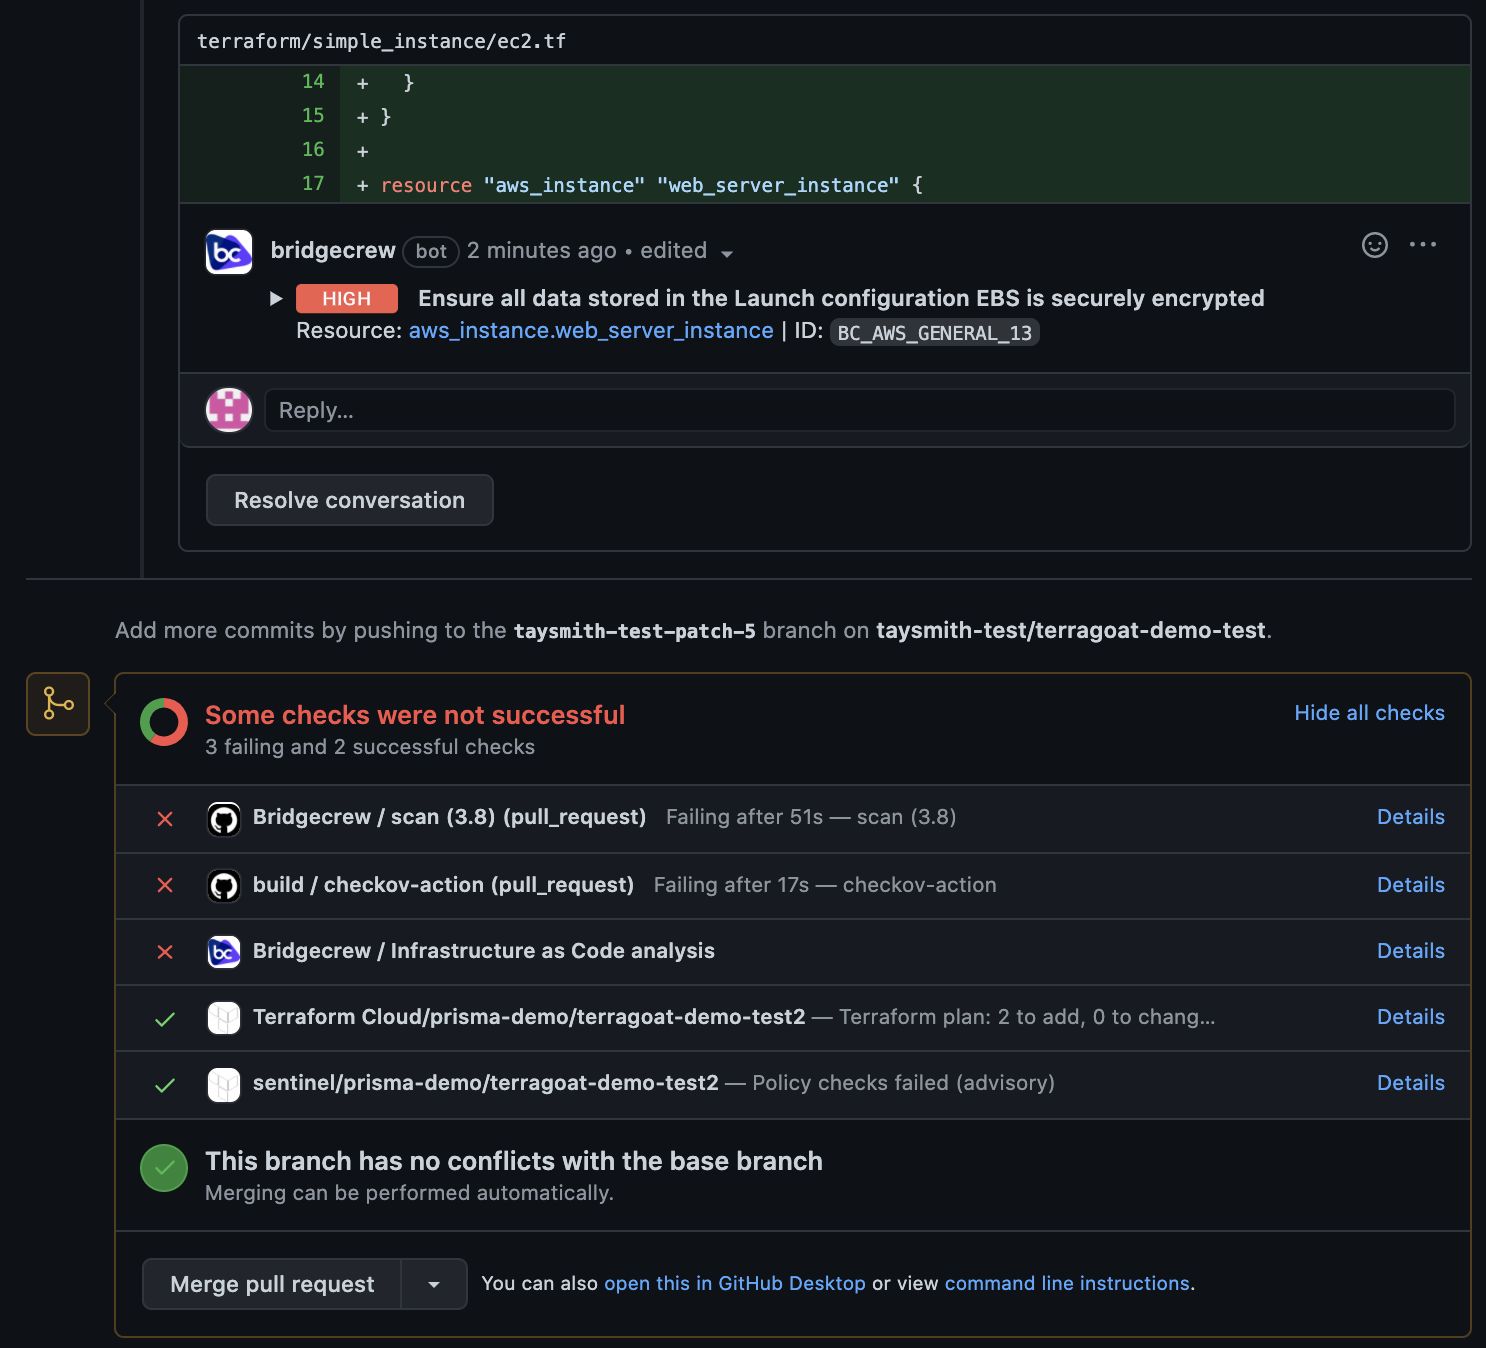 terraform/simple_instance/ec2.tf
14 + }
15 + }
16 +
17 + resource "aws_instance" "web_server_instance" {
bc bridgecrew bot 2 minutes ago • edited
HIGH Ensure all data stored in the Launch configuration EBS is securely encrypted
Resource: aws_instance.web_server_instance | ID: BC_AWS_GENERAL_13
Reply...
Resolve conversation
Add more commits by pushing to the taysmith-test-patch-5 branch on taysmith-test/terragoat-demo-test.
Some checks were not successful
Hide all checks
3 failing and 2 successful checks
Bridgecrew / scan (3.8) (pull_request) Failing after 51s — scan (3.8) Details
build / checkov-action (pull_request) Failing after 17s — checkov-action Details
bc Bridgecrew / Infrastructure as Code analysis Details
Terraform Cloud/prisma-demo/terragoat-demo-test2 — Terraform plan: 2 to add, 0 to chang... Details
sentinel/prisma-demo/terragoat-demo-test2 — Policy checks failed (advisory) Details
This branch has no conflicts with the base branch
Merging can be performed automatically.
Merge pull request You can also open this in GitHub Desktop or view command line instructions.